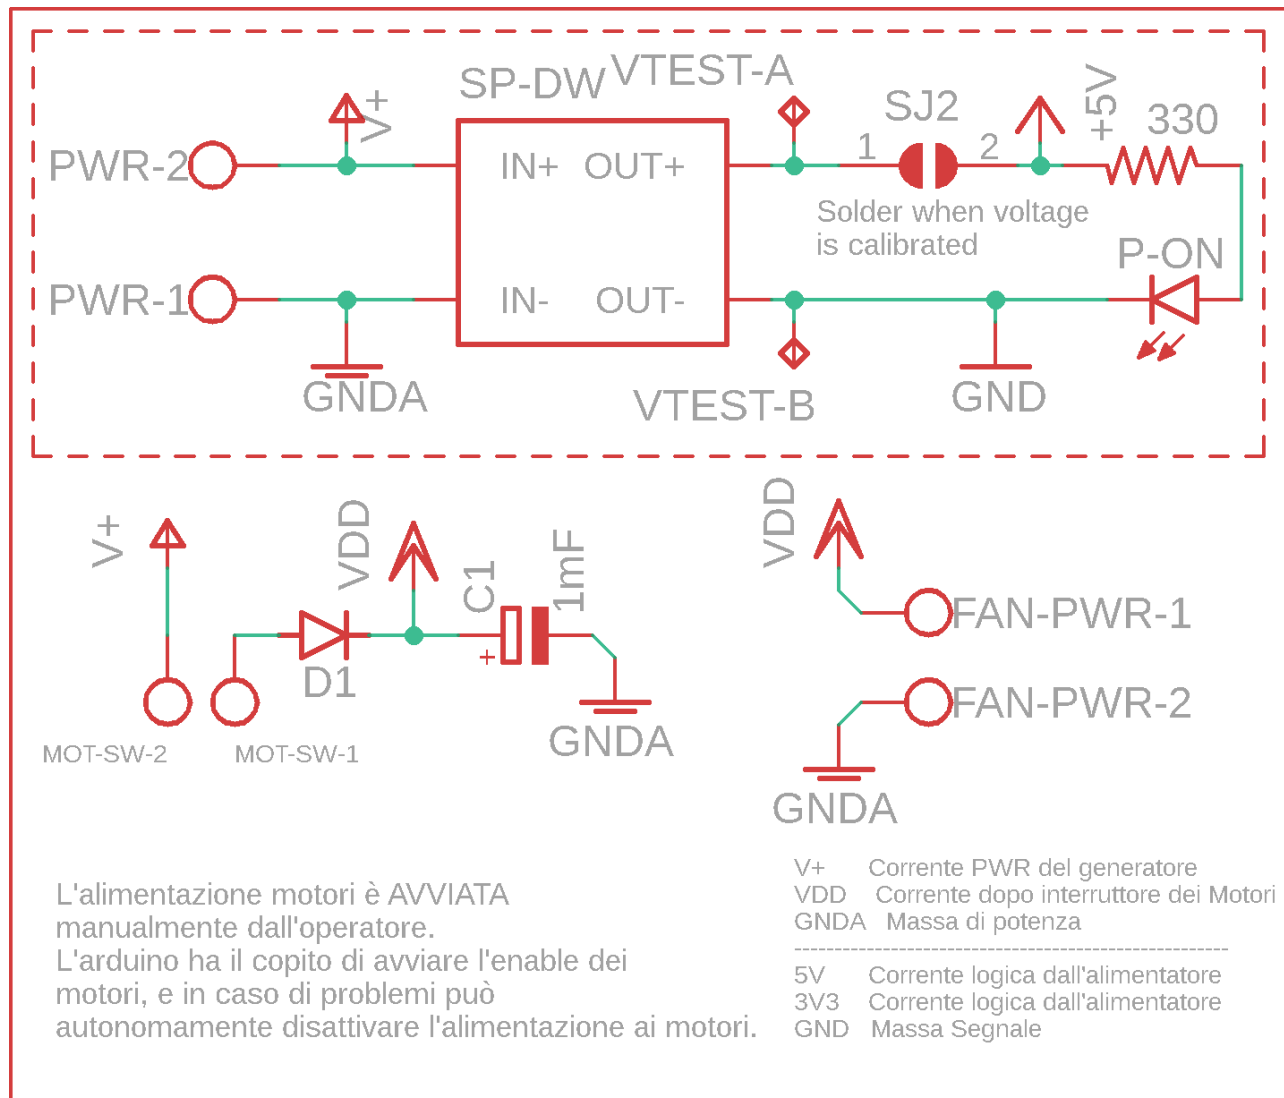 SP-DW
VTEST-A
V+
SJ2
+5V
330
PWR-2
IN+ OUT+
1
2
Solder when voltage
is calibrated
P-ON
PWR-1
IN- OUT-
GNDA
VTEST-B
GND
V+
VDD
C1
+
1mF
D1
GNDA
MOT-SW-2
MOT-SW-1
VDD
FAN-PWR-1
FAN-PWR-2
GNDA
L'alimentazione motori è AVVIATA
manualmente dall'operatore.
L'arduino ha il copito di avviare l'enable dei
motori, e in caso di problemi può
autonomamente disattivare l'alimentazione ai motori.
V+ Corrente PWR del generatore
VDD Corrente dopo interruttore dei Motori
GNDA Massa di potenza
-----------------------------------------------------
5V Corrente logica dall'alimentatore
3V3 Corrente logica dall'alimentatore
GND Massa Segnale